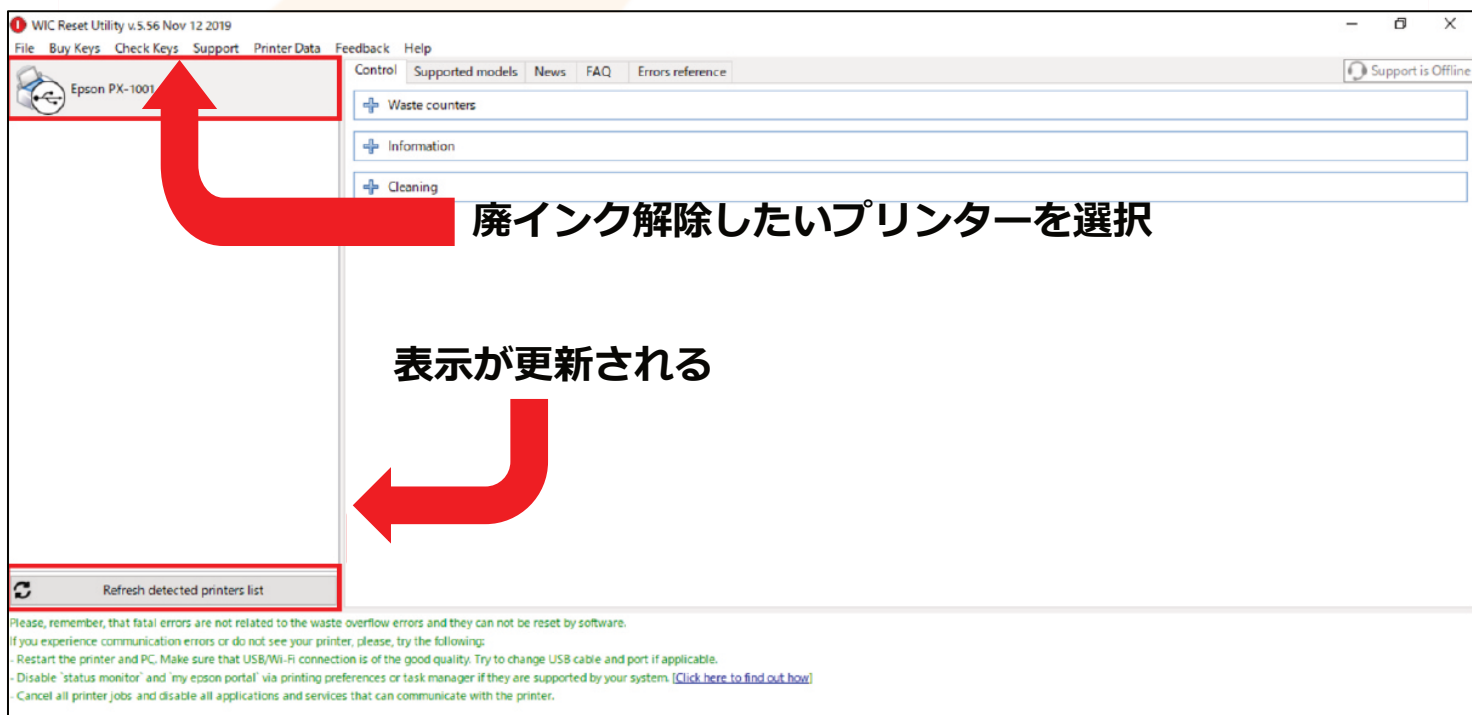 WIC Reset Utility v.5.56 Nov 12 2019
File Buy Keys Check Keys Support Printer Data Feedback Help
Epson PX-1001
Control Supported models News FAQ Errors reference
Support is Offline
Waste counters
Information
Cleaning
廃インク解除したいプリンターを選択
表示が更新される
Refresh detected printers list
Please, remember, that fatal errors are not related to the waste overflow errors and they can not be reset by software.
If you experience communication errors or do not see your printer, please, try the following:
- Restart the printer and PC. Make sure that USB/Wi-Fi connection is of the good quality. Try to change USB cable and port if applicable.
- Disable `status monitor` and `my epson portal` via printing preferences or task manager if they are supported by your system. [Click here to find out how]
- Cancel all printer jobs and disable all applications and services that can communicate with the printer.